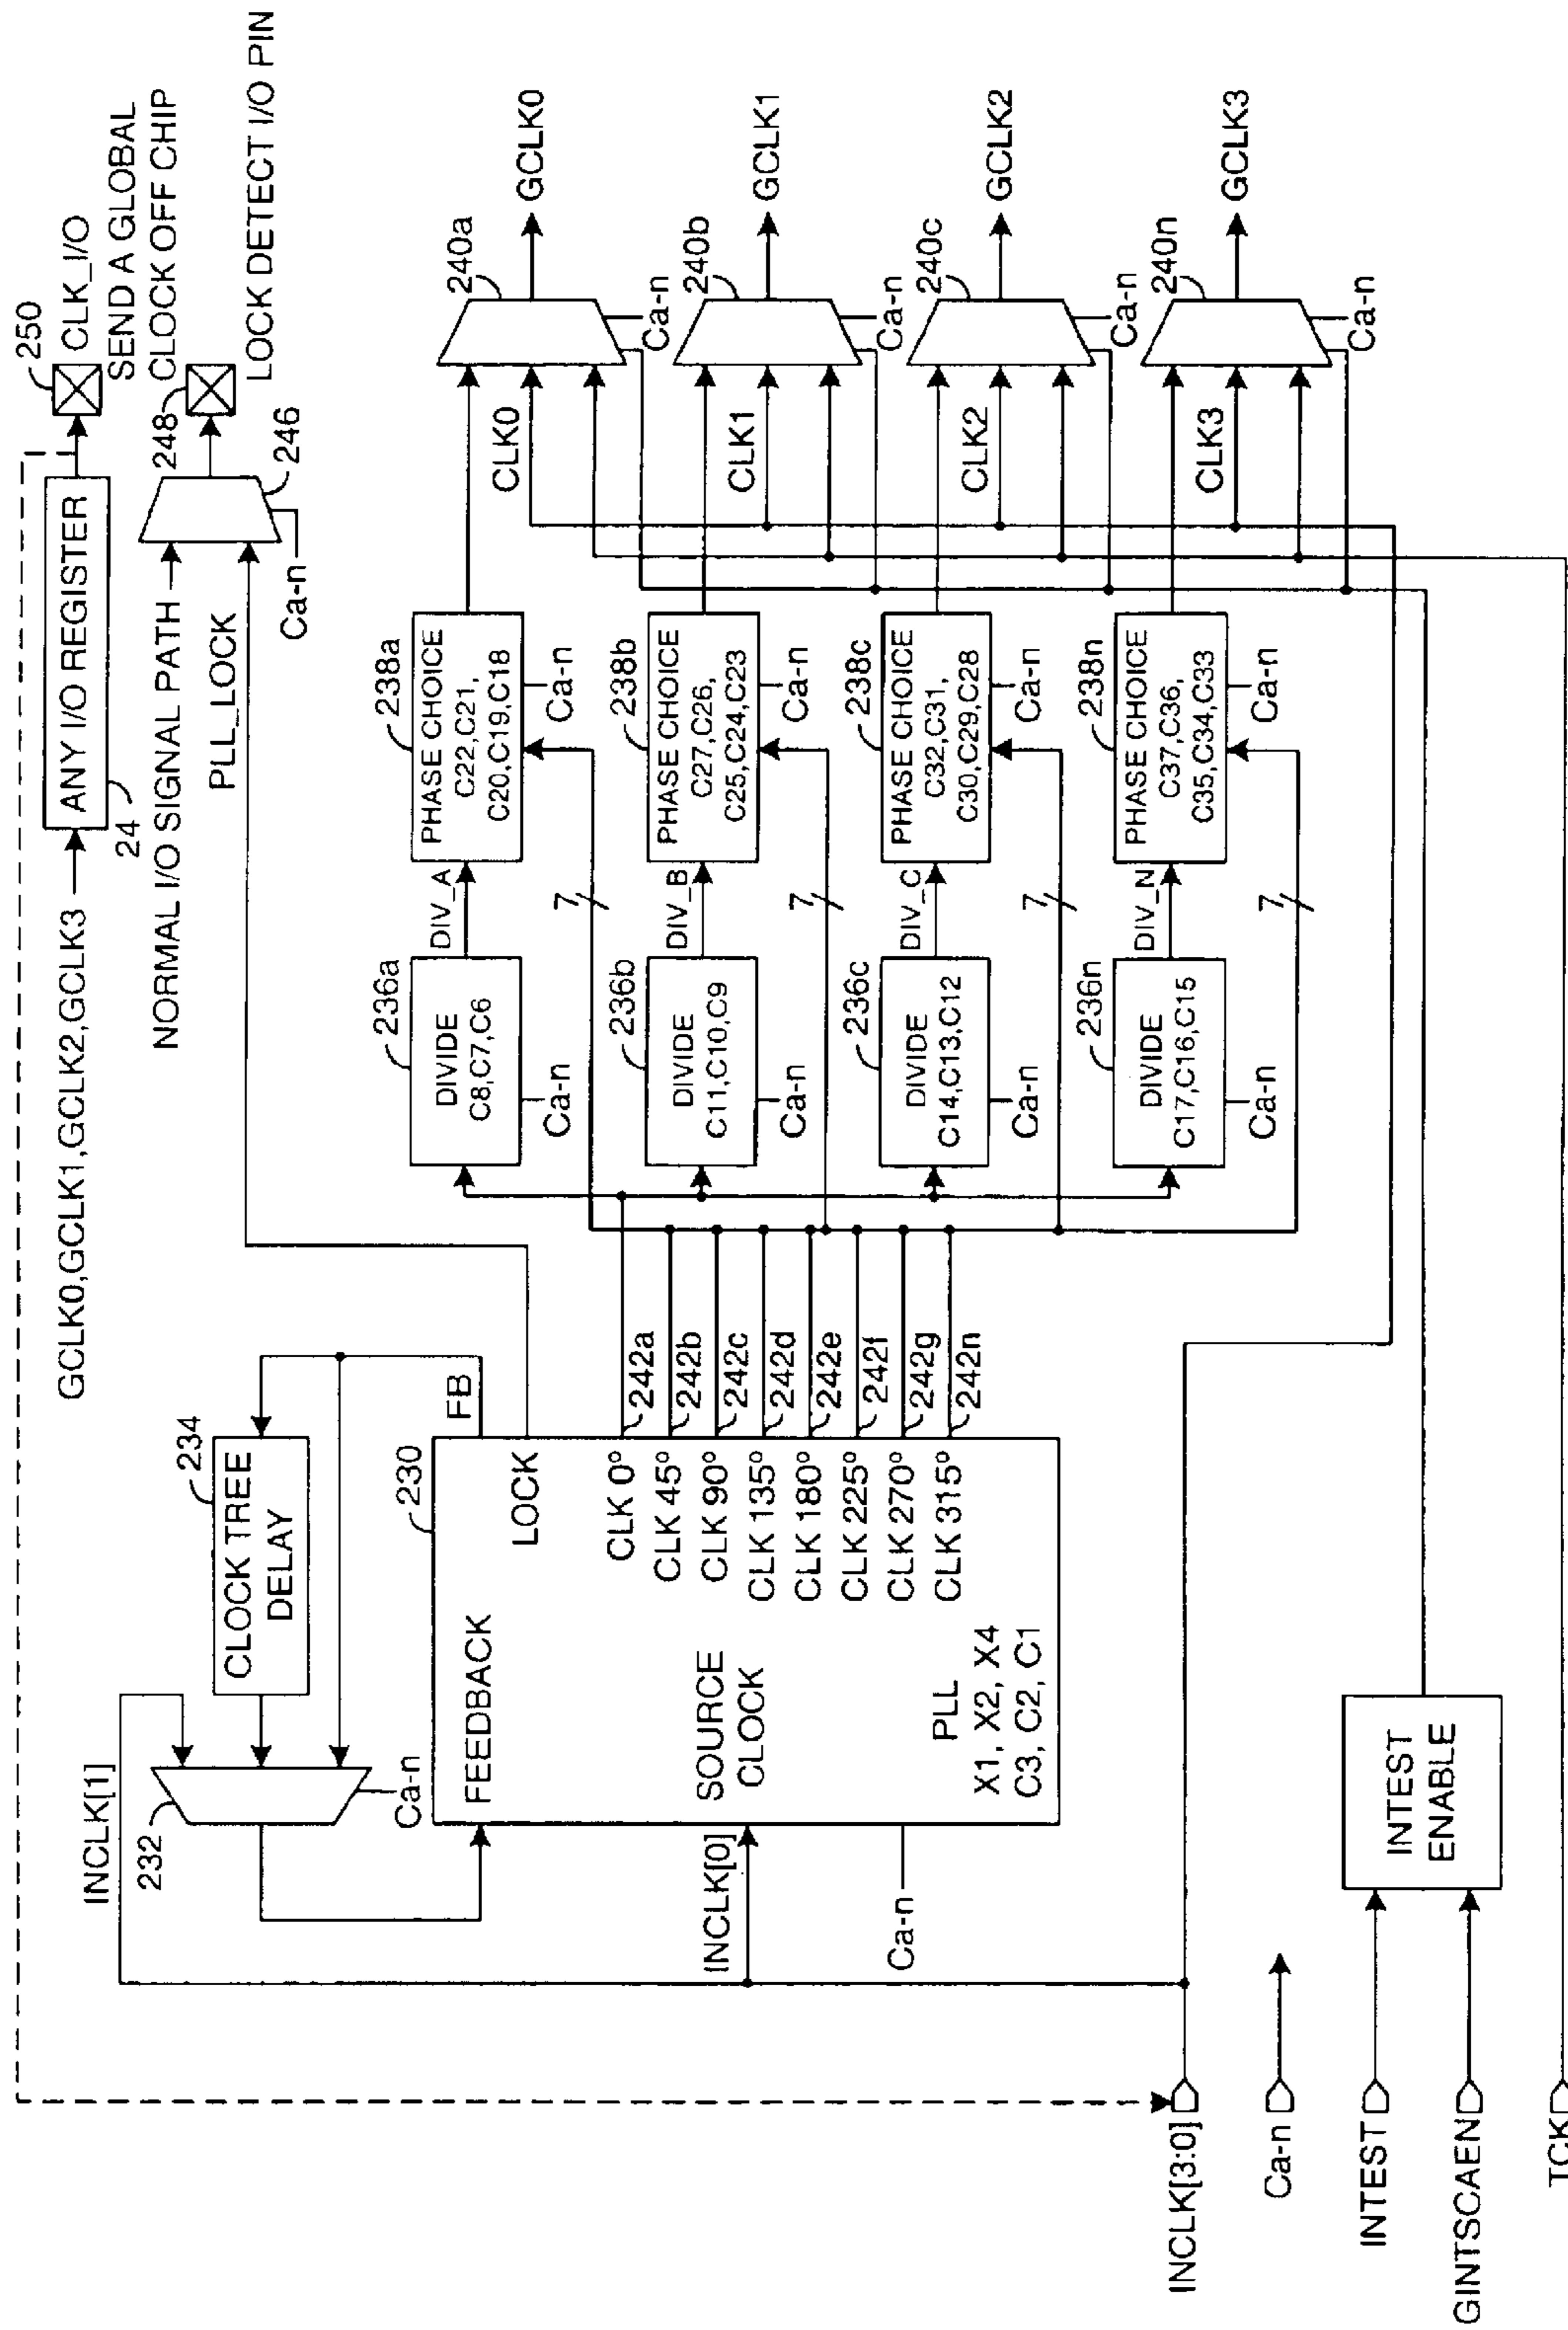 INCLK[1]
232
Ca-n
234
CLOCK TREE
DELAY
FB
230
FEEDBACK
LOCK
SOURCE
CLOCK
CLK 0°
CLK 45°
CLK 90°
CLK 135°
CLK 180°
CLK 225°
CLK 270°
CLK 315°
PLL
X1, X2, X4
C3, C2, C1
INCLK[0]
Ca-n
242a
242b
242c
242d
242e
242f
242g
242n
GCLK0,GCLK1,GCLK2,GCLK3
ANY I/O REGISTER
24
250
CLK_I/O
SEND A GLOBAL
CLOCK OFF CHIP
NORMAL I/O SIGNAL PATH
PLL_LOCK
248
LOCK DETECT I/O PIN
246
Ca-n
236a
DIVIDE
C8,C7,C6
Ca-n
DIV_A
7
238a
PHASE CHOICE
C22,C21,
C20,C19,C18
Ca-n
CLK0
240a
Ca-n
GCLK0
236b
DIVIDE
C11,C10,C9
Ca-n
DIV_B
7
238b
PHASE CHOICE
C27,C26,
C25,C24,C23
Ca-n
CLK1
240b
Ca-n
GCLK1
236c
DIVIDE
C14,C13,C12
Ca-n
DIV_C
7
238c
PHASE CHOICE
C32,C31,
C30,C29,C28
Ca-n
CLK2
240c
Ca-n
GCLK2
236n
DIVIDE
C17,C16,C15
Ca-n
DIV_N
7
238n
PHASE CHOICE
C37,C36,
C35,C34,C33
Ca-n
CLK3
240n
Ca-n
GCLK3
INCLK[3:0]
Ca-n
INTEST
GINTSCAEN
INTEST
ENABLE
TCK